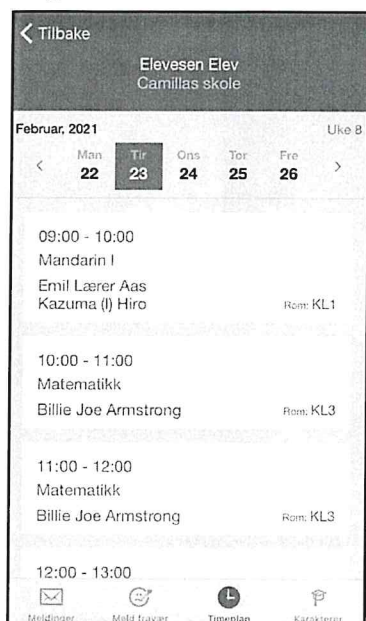 Tilbake
Elevesen Elev
Camillas skole
Februar, 2021 Uke 8
Man Tir Ons Tor Fre
22 23 24 25 26
09:00 - 10:00
Mandarin I
Emil Lærer Aas
Kazuma (I) Hiro Rom: KL1
10:00 - 11:00
Matematikk
Billie Joe Armstrong Rom: KL3
11:00 - 12:00
Matematikk
Billie Joe Armstrong Rom: KL3
12:00 - 13:00
Meldinger Meld fravær Timeplan Karakterer